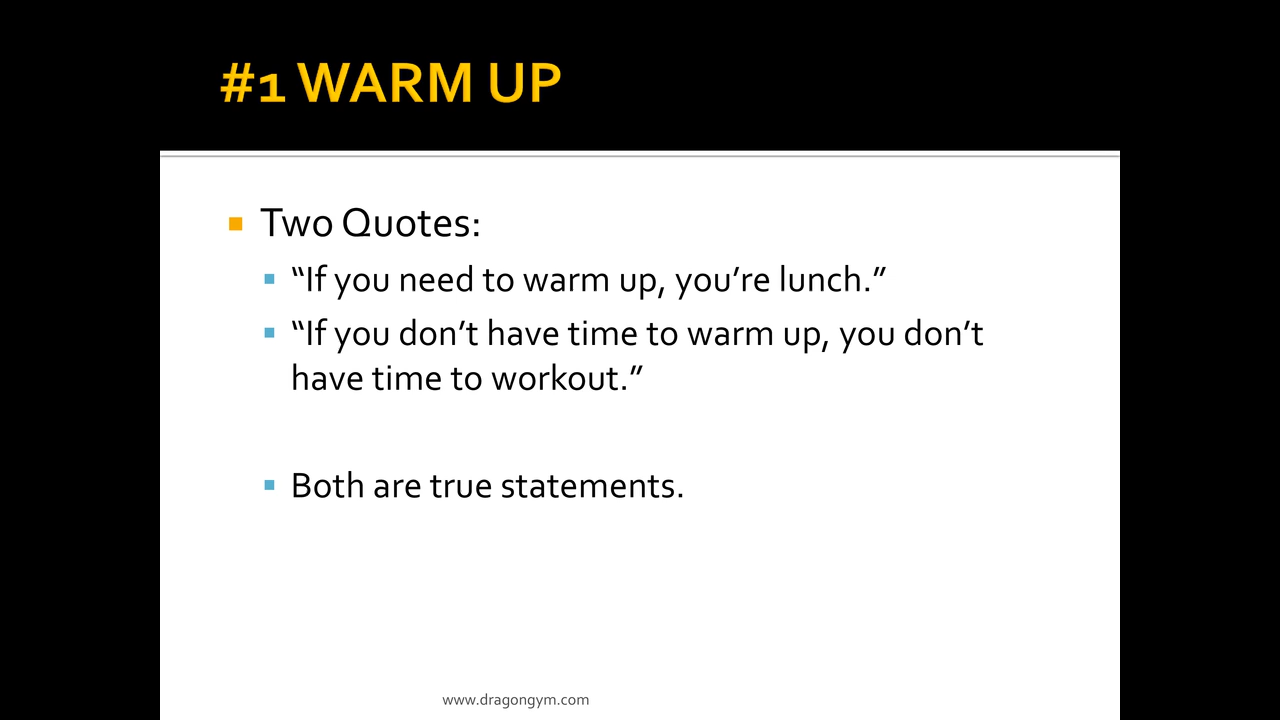 #1 WARM UP
Two Quotes:
“If you need to warm up, you’re lunch.”
“If you don’t have time to warm up, you don’t
have time to workout.”
Both are true statements.
www.dragongym.com